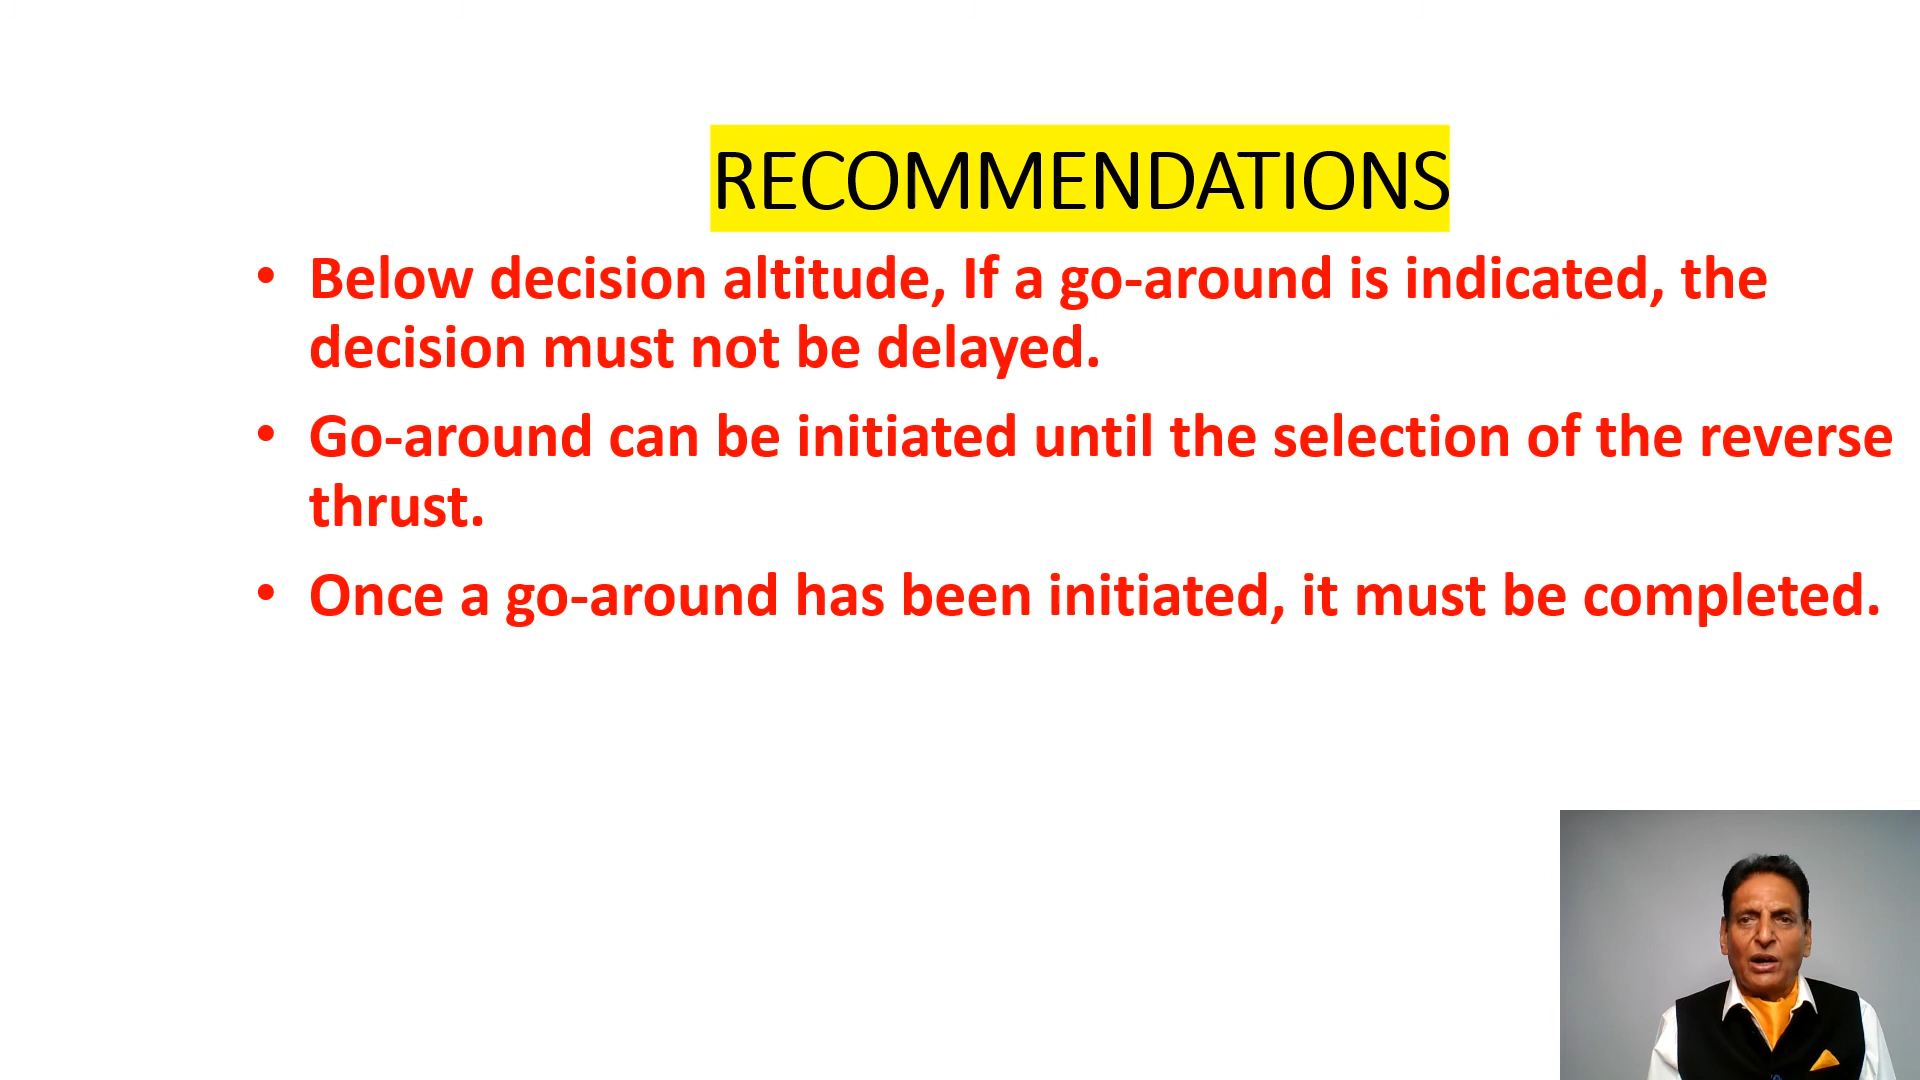 RECOMMENDATIONS
• Below decision altitude, If a go-around is indicated, the
decision must not be delayed.
• Go-around can be initiated until the selection of the reverse
thrust.
• Once a go-around has been initiated, it must be completed.